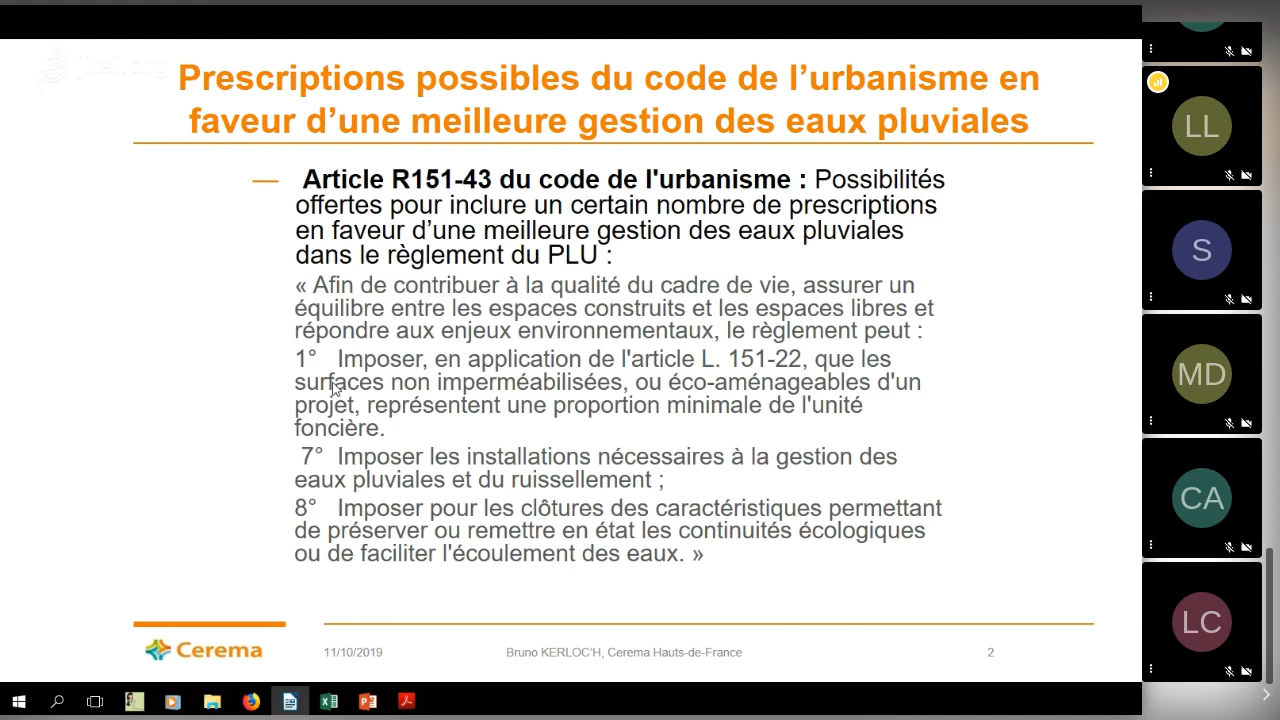 Prescriptions possibles du code de l’urbanisme en
faveur d’une meilleure gestion des eaux pluviales
— Article R151-43 du code de l'urbanisme : Possibilités
offertes pour inclure un certain nombre de prescriptions
en faveur d’une meilleure gestion des eaux pluviales
dans le règlement du PLU :
« Afin de contribuer à la qualité du cadre de vie, assurer un
équilibre entre les espaces construits et les espaces libres et
répondre aux enjeux environnementaux, le règlement peut :
1° Imposer, en application de l'article L. 151-22, que les
surfaces non imperméabilisées, ou éco-aménageables d'un
projet, représentent une proportion minimale de l'unité
foncière.
7° Imposer les installations nécessaires à la gestion des
eaux pluviales et du ruissellement ;
8° Imposer pour les clôtures des caractéristiques permettant
de préserver ou remettre en état les continuités écologiques
ou de faciliter l'écoulement des eaux. »
Cerema
11/10/2019
Bruno KERLOC’H, Cerema Hauts-de-France
2
LL
S
MD
CA
LC